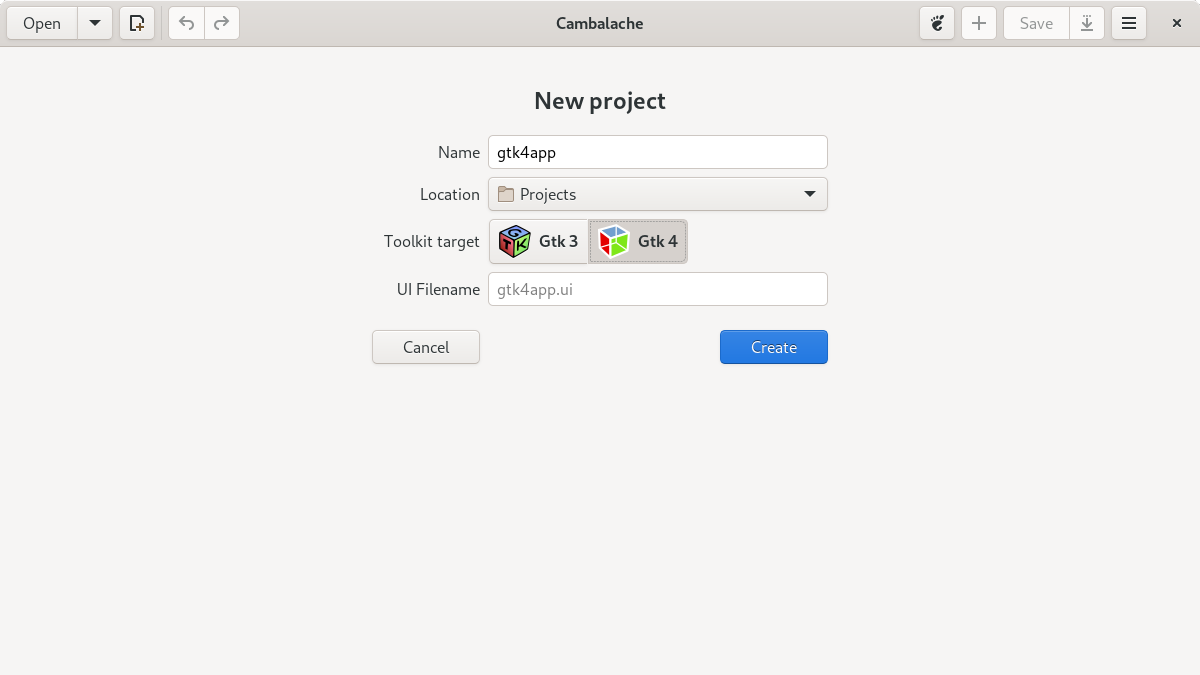 Open Cambalache Save
New project
Name gtk4app
Location Projects
Toolkit target GTK Gtk 3 Gtk 4
UI Filename gtk4app.ui
Cancel Create